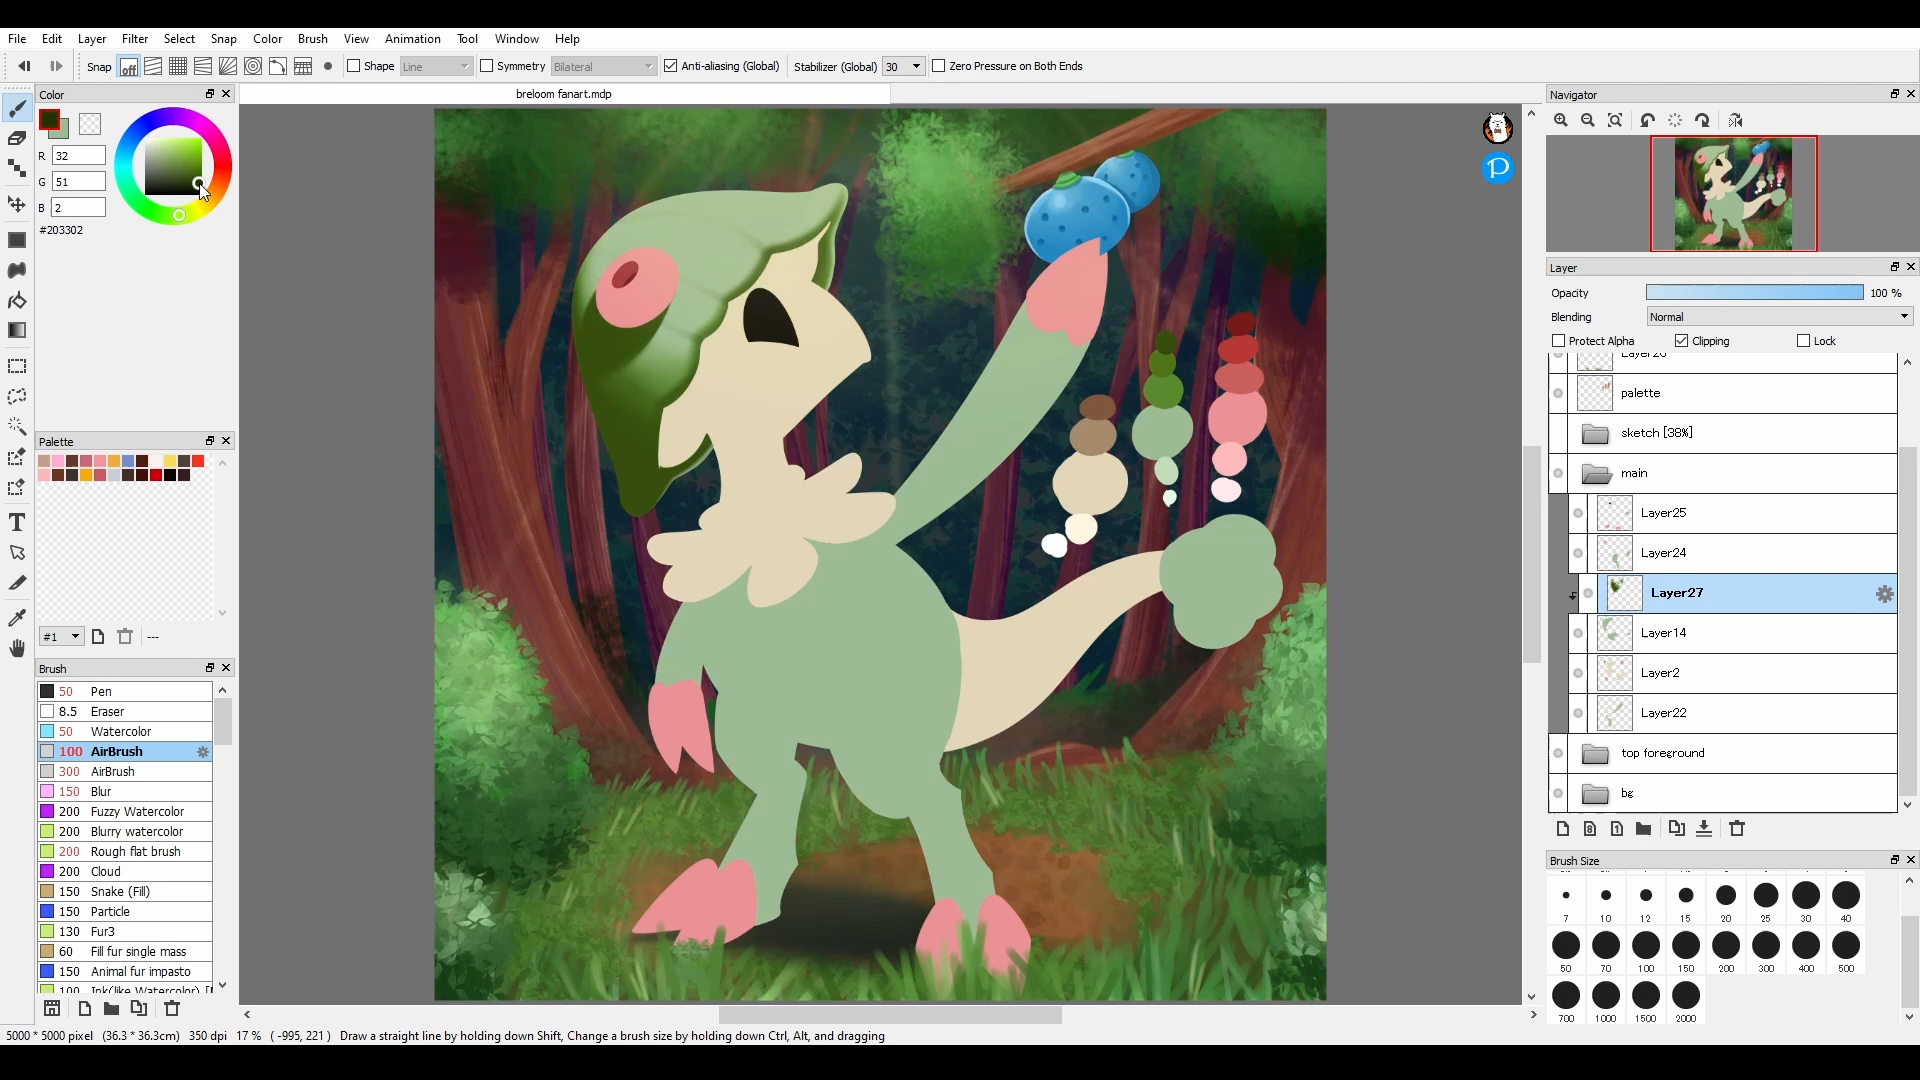 File Edit Layer Filter Select Snap Color Brush View Animation Tool Window Help
Snap off Shape Line Symmetry Bilateral Anti-aliasing (Global) Stabilizer (Global) 30 Zero Pressure on Both Ends
Color
breloom fanart.mdp
R 32
G 51
B 2
#203302
Palette
#1 ---
Brush
50 Pen
8.5 Eraser
50 Watercolor
100 AirBrush
300 AirBrush
150 Blur
200 Fuzzy Watercolor
200 Blurry watercolor
200 Rough flat brush
200 Cloud
150 Snake (Fill)
150 Particle
130 Fur3
60 Fill fur single mass
150 Animal fur impasto
100 Ink(like Watercolor)
P
Navigator
Layer
Opacity 100 %
Blending Normal
Protect Alpha Clipping Lock
palette
sketch [38%]
main
Layer25
Layer24
Layer27
Layer14
Layer2
Layer22
top foreground
bg
8 1
Brush Size
7 10 12 15 20 25 30 40
50 70 100 150 200 300 400 500
700 1000 1500 2000
5000 * 5000 pixel (36.3 * 36.3cm) 350 dpi 17 % ( -995, 221 ) Draw a straight line by holding down Shift, Change a brush size by holding down Ctrl, Alt, and dragging